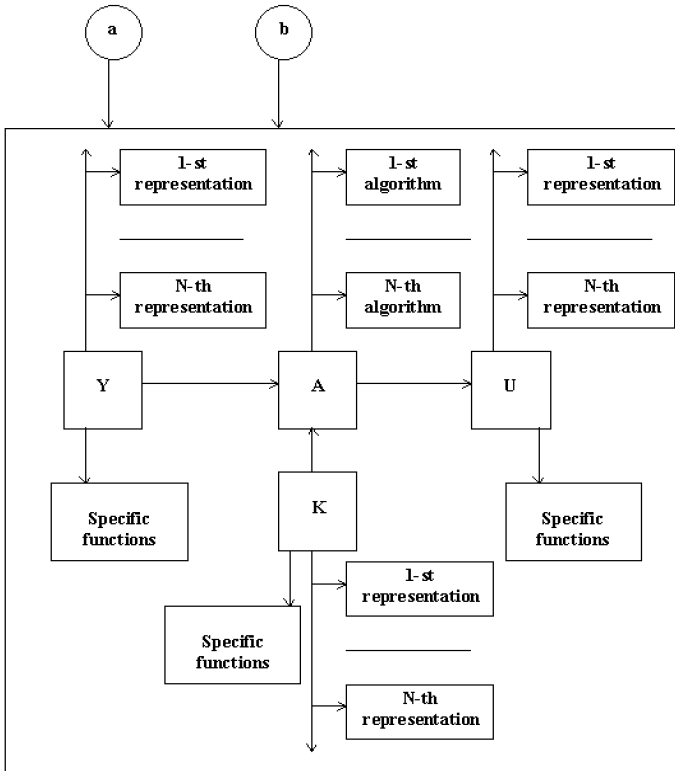 a
b
1-st
representation
1-st
algorithm
1-st
representation
N-th
representation
N-th
algorithm
N-th
representation
Y
A
U
Specific
functions
K
Specific
functions
1-st
representation
Specific
functions
N-th
representation